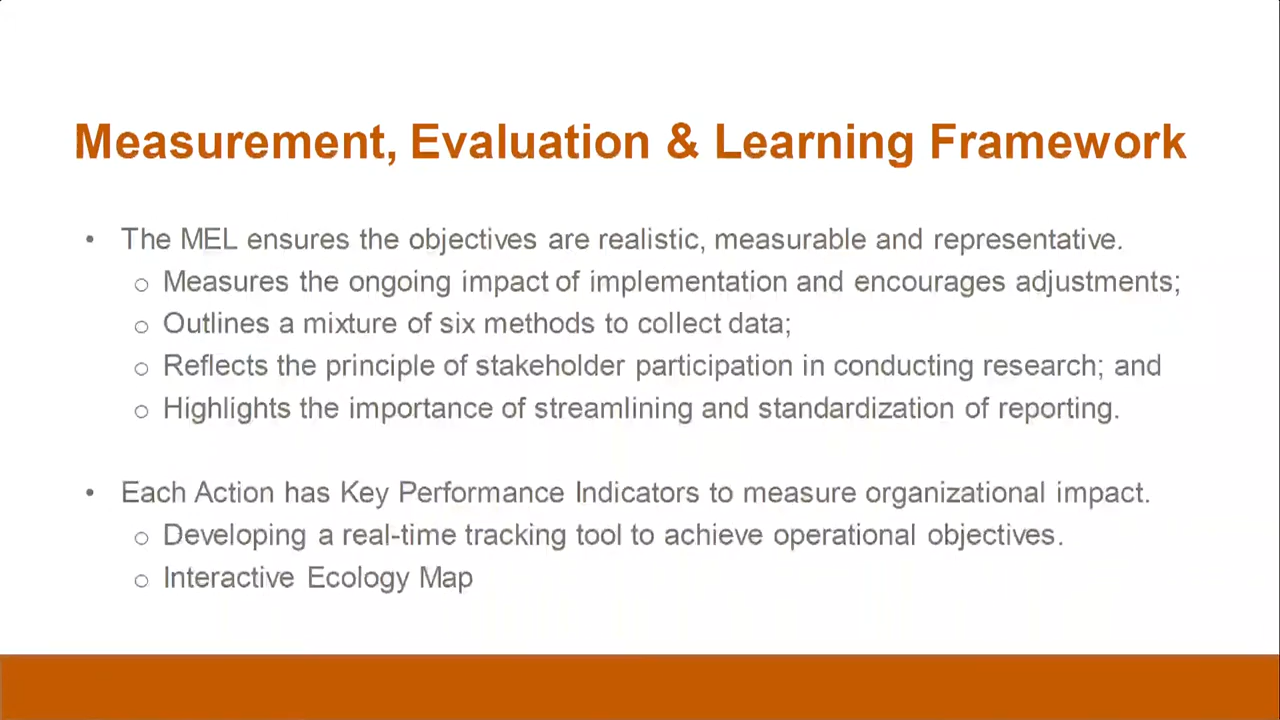 Measurement, Evaluation & Learning Framework
• The MEL ensures the objectives are realistic, measurable and representative.
o Measures the ongoing impact of implementation and encourages adjustments;
o Outlines a mixture of six methods to collect data;
o Reflects the principle of stakeholder participation in conducting research; and
o Highlights the importance of streamlining and standardization of reporting.
• Each Action has Key Performance Indicators to measure organizational impact.
o Developing a real-time tracking tool to achieve operational objectives.
o Interactive Ecology Map